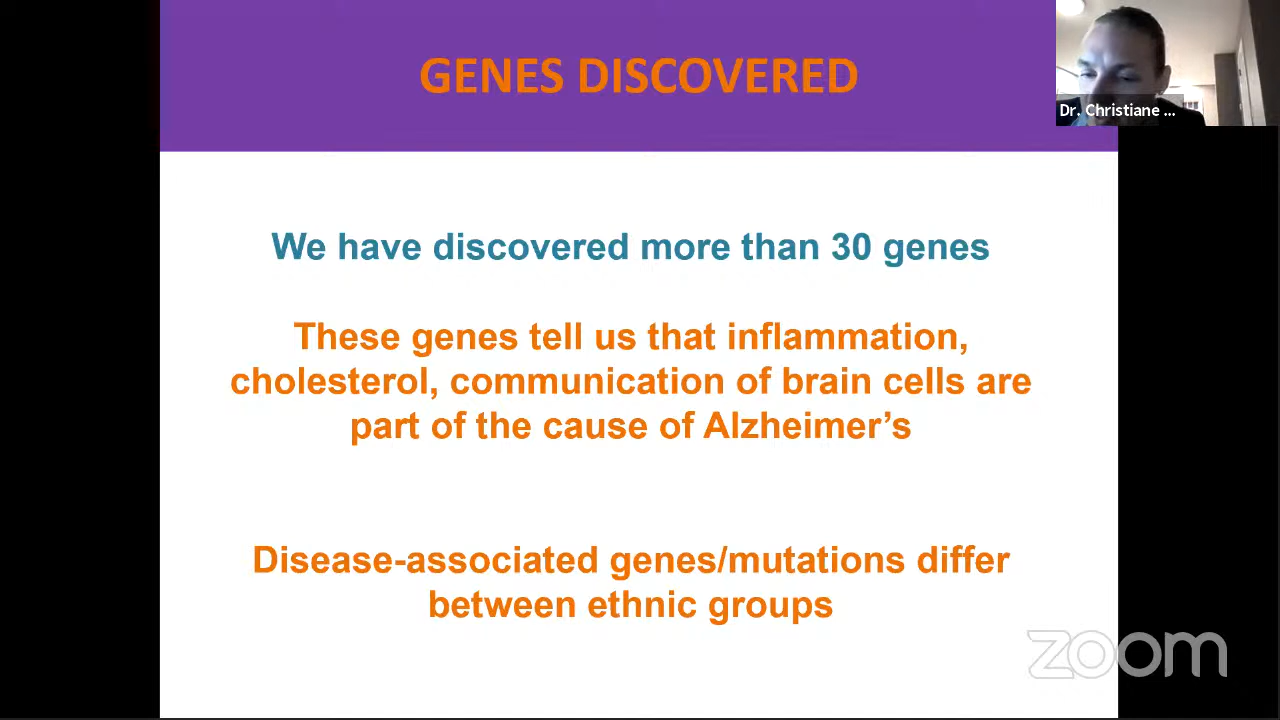 GENES DISCOVERED
Dr. Christiane ...
We have discovered more than 30 genes
These genes tell us that inflammation,
cholesterol, communication of brain cells are
part of the cause of Alzheimer’s
Disease-associated genes/mutations differ
between ethnic groups
zoom